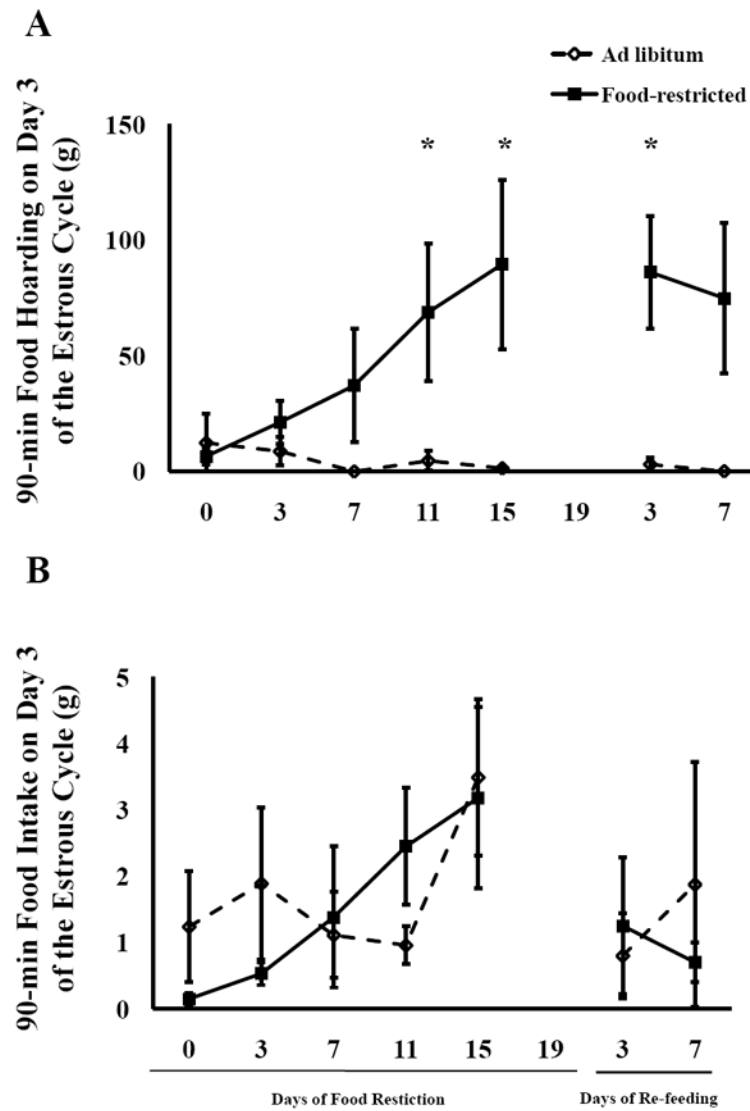 A
Ad libitum
Food-restricted
90-min Food Hoarding on Day 3
of the Estrous Cycle (g)
150
100
50
0
* * *
0 3 7 11 15 19 3 7
B
90-min Food Intake on Day 3
of the Estrous Cycle (g)
5
4
3
2
1
0
0 3 7 11 15 19 3 7
Days of Food Restiction Days of Re-feeding